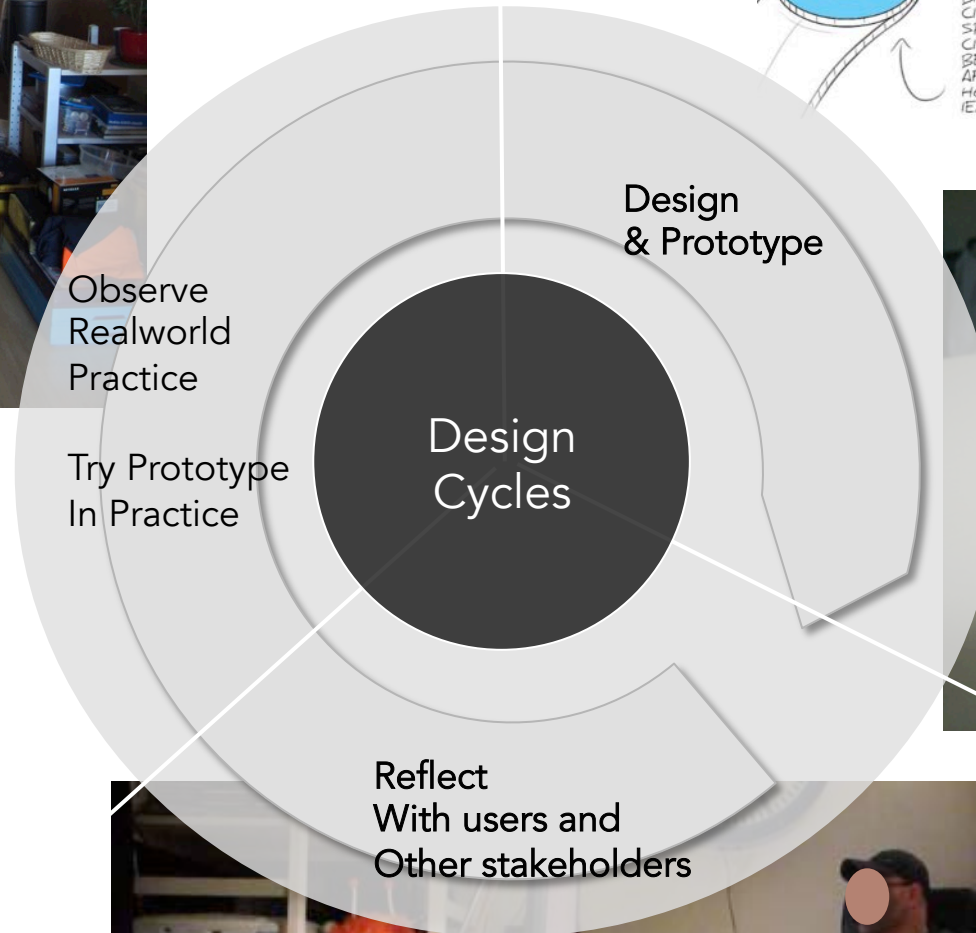 Design
& Prototype
Observe
Realworld
Practice
Try Prototype
In Practice
Design
Cycles
Reflect
With users and
Other stakeholders